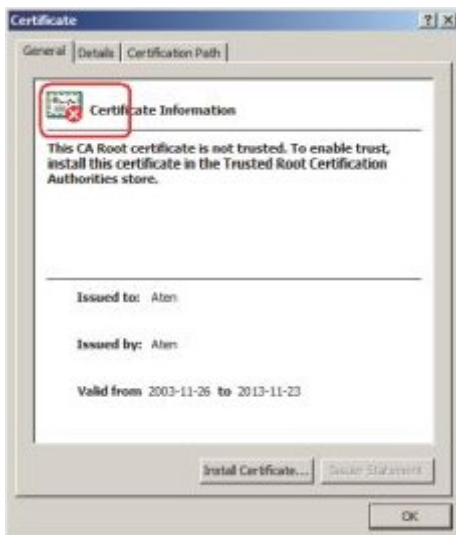 Certificate
General Details Certification Path
Certificate Information
This CA Root certificate is not trusted. To enable trust,
install this certificate in the Trusted Root Certification
Authorities store.
Issued to: Aten
Issued by: Aten
Valid from 2003-11-26 to 2013-11-23
Install Certificate... Issuer Statement
OK